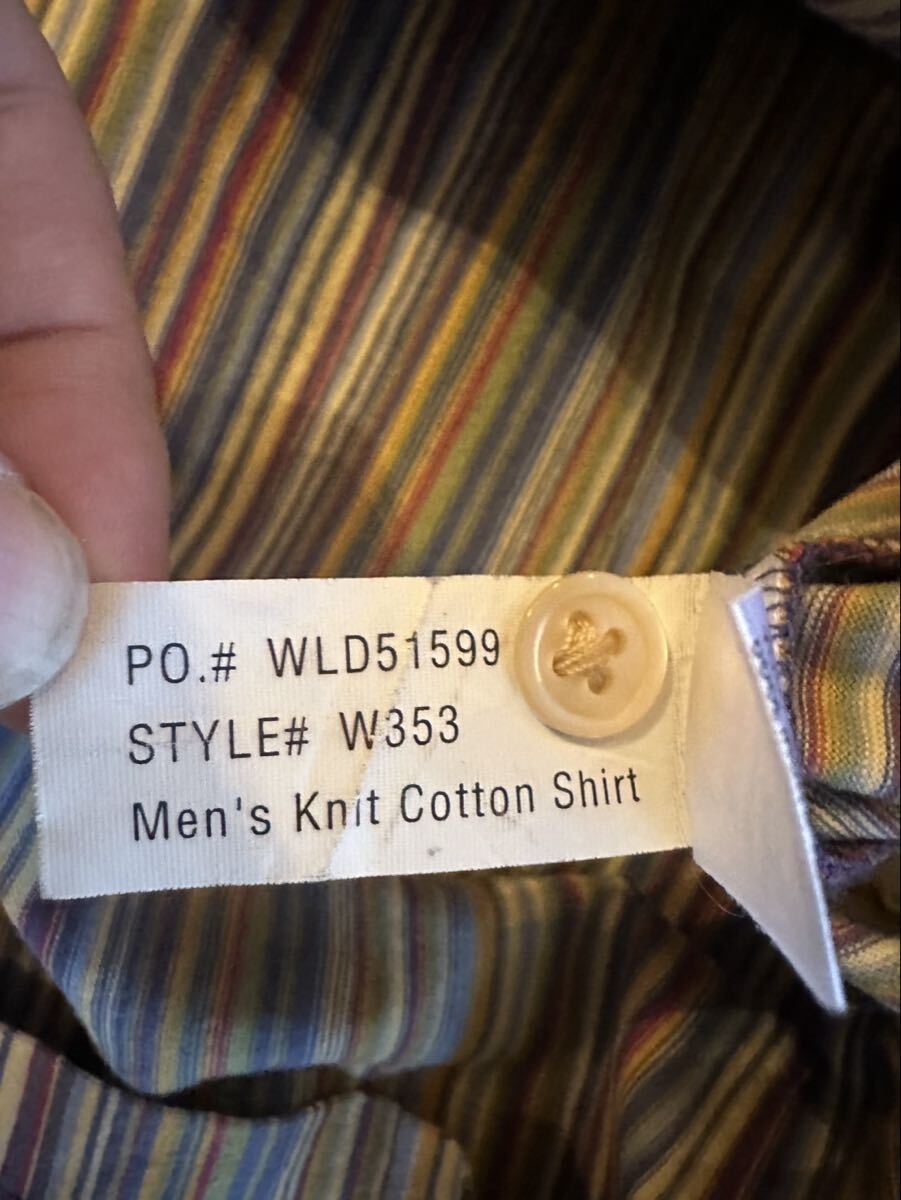 PO.# WLD51599
STYLE# W353
Men's Knit Cotton Shirt